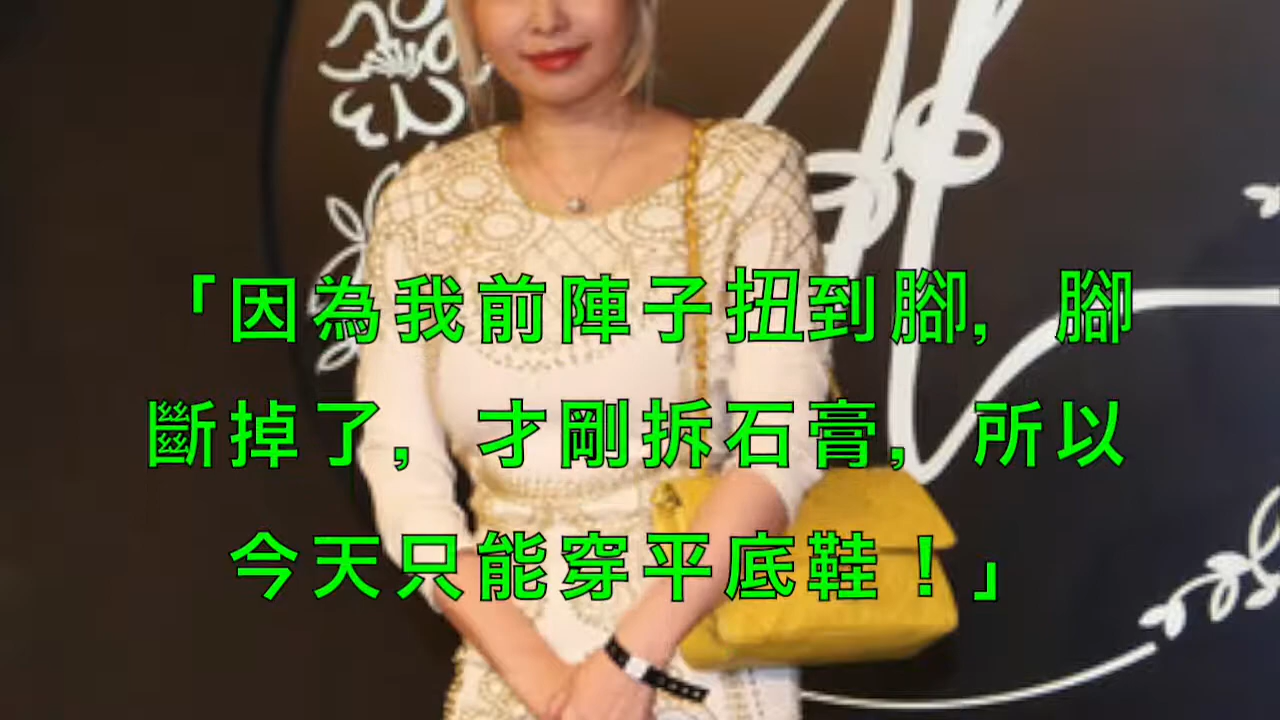 「因為我前陣子扭到腳，腳
斷掉了，才剛拆石膏，所以
今天只能穿平底鞋！」